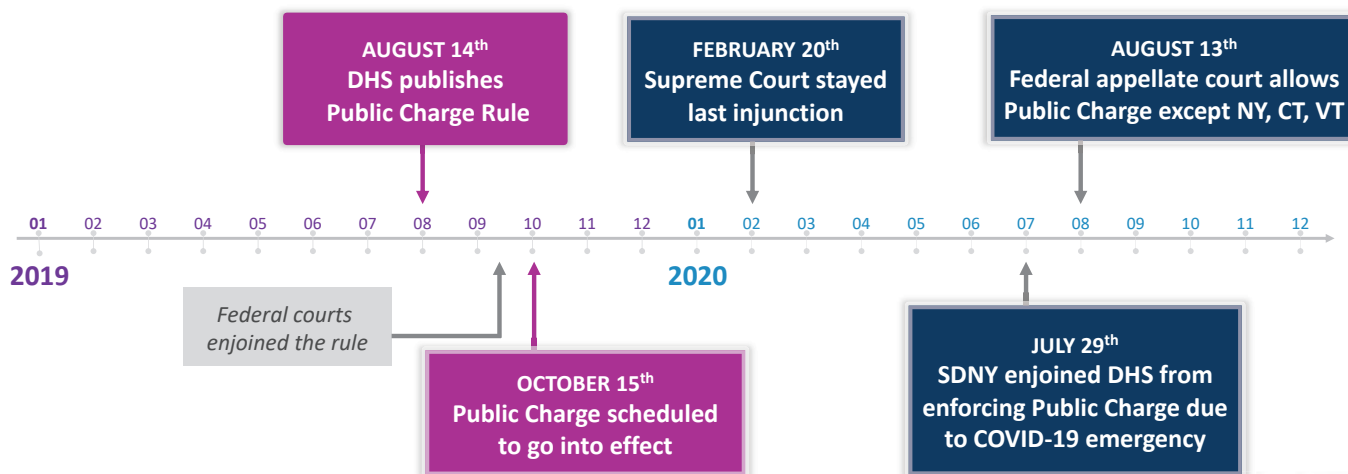 AUGUST 14th
DHS publishes
Public Charge Rule
FEBRUARY 20th
Supreme Court stayed
last injunction
AUGUST 13th
Federal appellate court allows
Public Charge except NY, CT, VT
01 02 03 04 05 06 07 08 09 10 11 12 01 02 03 04 05 06 07 08 09 10 11 12
2019 2020
Federal courts
enjoined the rule
OCTOBER 15th
Public Charge scheduled
to go into effect
JULY 29th
SDNY enjoined DHS from
enforcing Public Charge due
to COVID-19 emergency